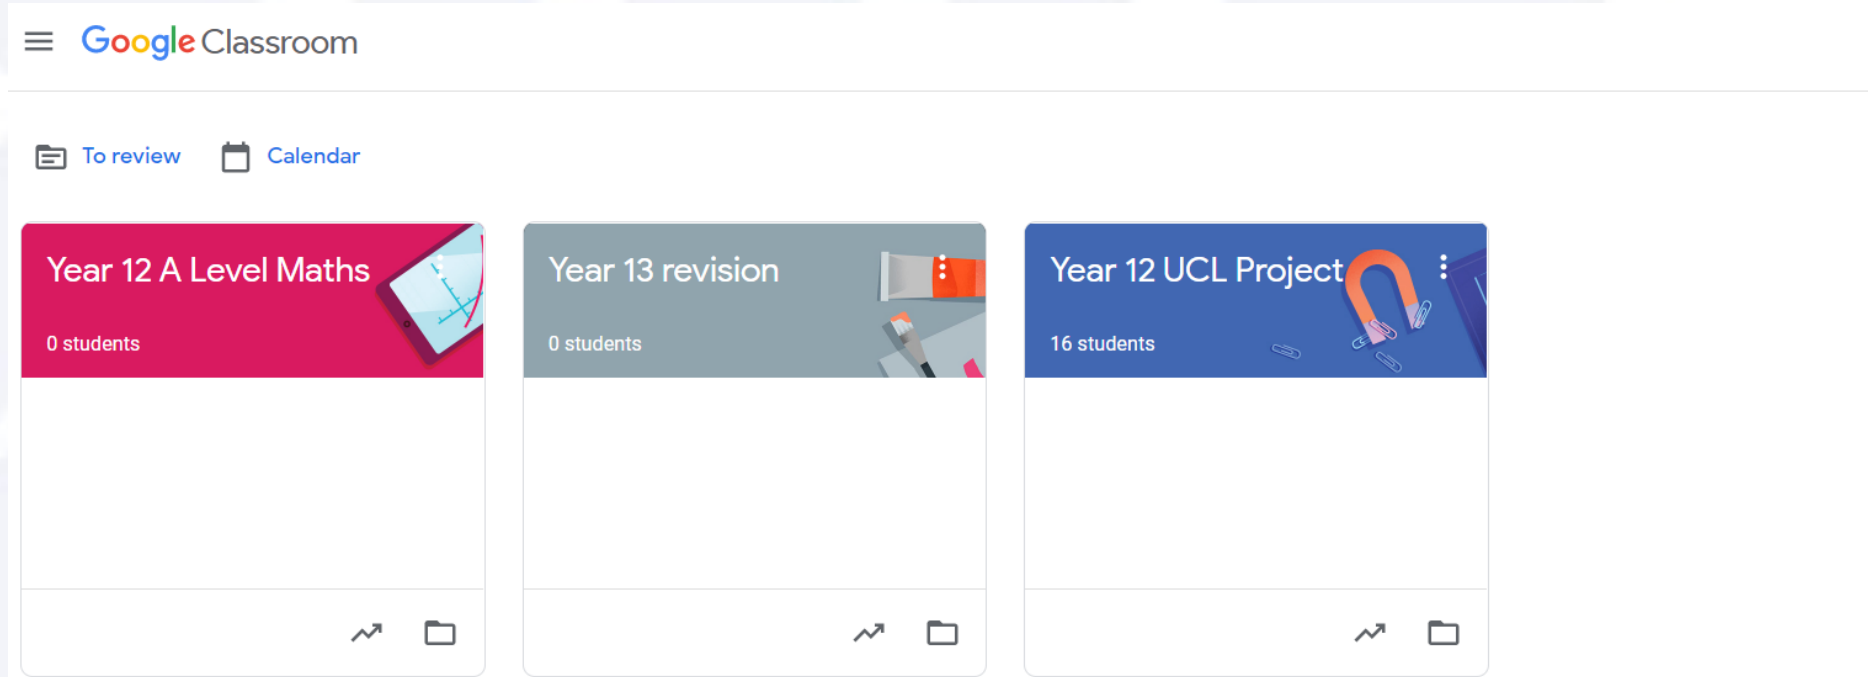 Google Classroom
To review Calendar
Year 12 A Level Maths
0 students
Year 13 revision
0 students
Year 12 UCL Project
16 students